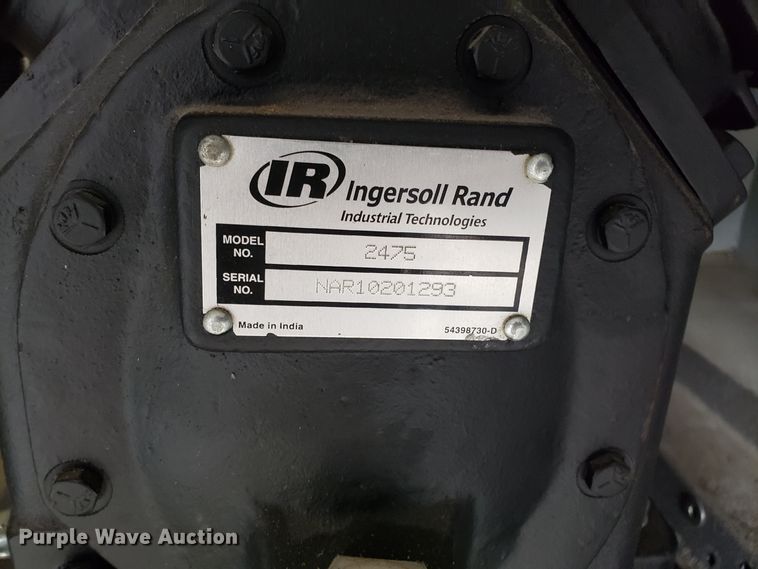 IR Ingersoll Rand
Industrial Technologies
MODEL NO. 2475
SERIAL NO. NAR10201293
Made in India 54398730-D
Purple Wave Auction